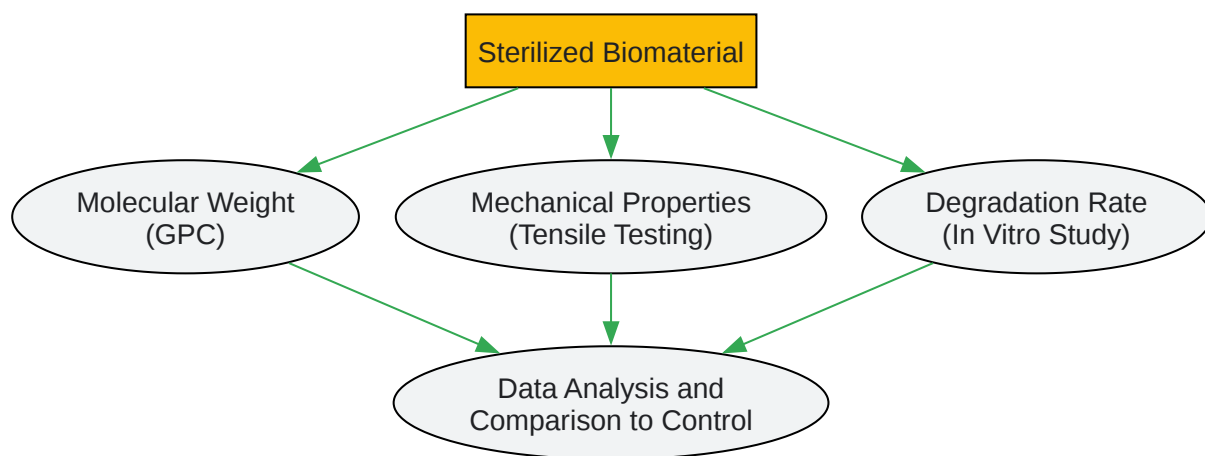 Sterilized Biomaterial
Molecular Weight
(GPC)
Mechanical Properties
(Tensile Testing)
Degradation Rate
(In Vitro Study)
Data Analysis and
Comparison to Control